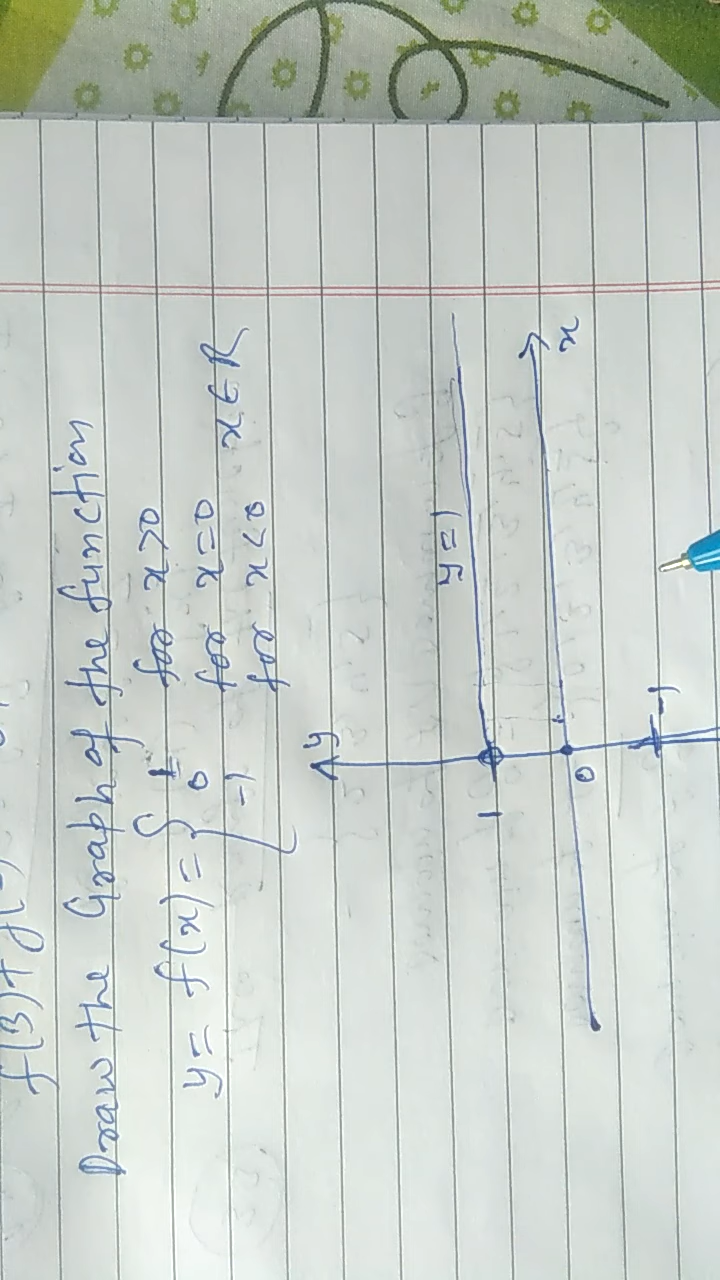 Draw the Graph of the function
y = f(x) = { 1 for x>0
0 for x=0
-1 for x<0 x∈R
y
y=1
1
x
0
-1